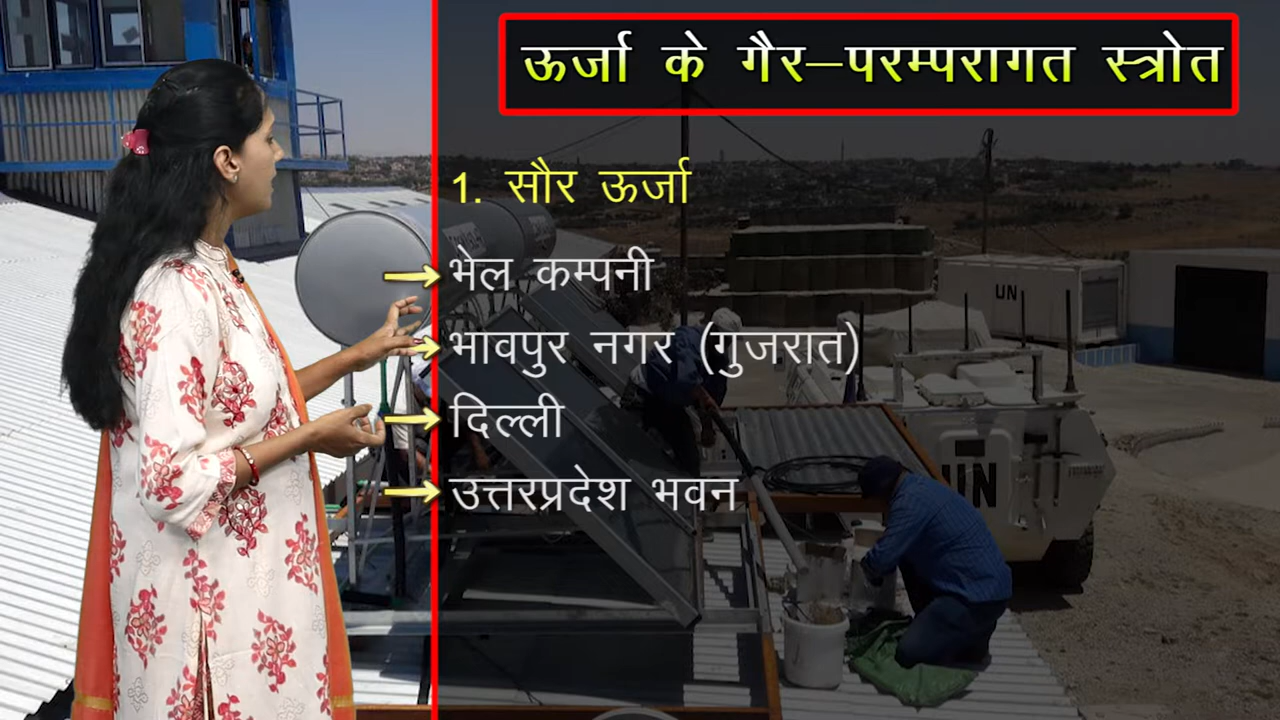 ऊर्जा के गैर–परम्परागत स्त्रोत
1. सौर ऊर्जा
भेल कम्पनी
भावपुर नगर (गुजरात)
दिल्ली
उत्तरप्रदेश भवन
UN
UN